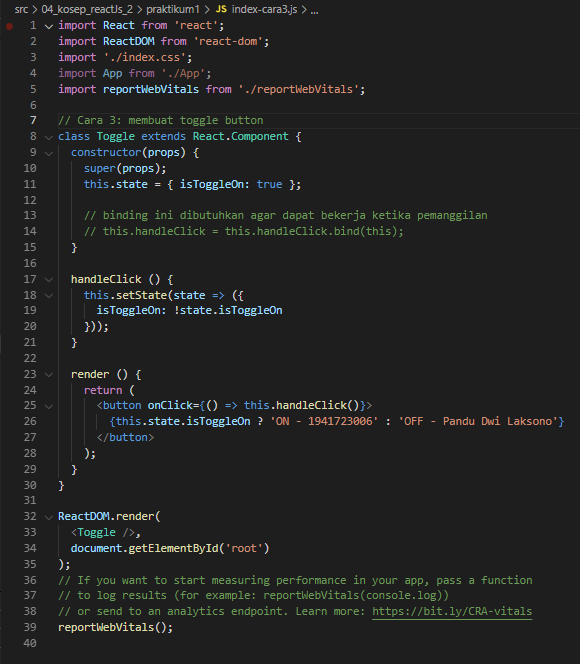 src > 04_kosep_reactJs_2 > praktikum1 > JS index-cara3.js > ...
1 import React from 'react';
2 import ReactDOM from 'react-dom';
3 import './index.css';
4 import App from './App';
5 import reportWebVitals from './reportWebVitals';
6
7 // Cara 3: membuat toggle button
8 class Toggle extends React.Component {
9 constructor(props) {
10 super(props);
11 this.state = { isToggleOn: true };
12
13 // binding ini dibutuhkan agar dapat bekerja ketika pemanggilan
14 // this.handleClick = this.handleClick.bind(this);
15 }
16
17 handleClick () {
18 this.setState(state => ({
19 isToggleOn: !state.isToggleOn
20 }));
21 }
22
23 render () {
24 return (
25 <button onClick={() => this.handleClick()}>
26 {this.state.isToggleOn ? 'ON - 1941723006' : 'OFF - Pandu Dwi Laksono'}
27 </button>
28 );
29 }
30 }
31
32 ReactDOM.render(
33 <Toggle />,
34 document.getElementById('root')
35 );
36 // If you want to start measuring performance in your app, pass a function
37 // to log results (for example: reportWebVitals(console.log))
38 // or send to an analytics endpoint. Learn more: https://bit.ly/CRA-vitals
39 reportWebVitals();
40